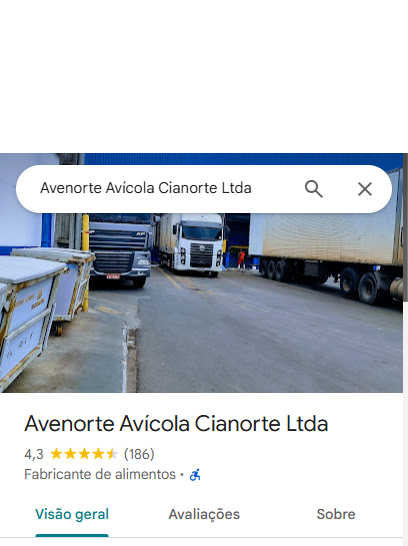 Avenorte Avícola Cianorte Ltda
Avenorte Avícola Cianorte Ltda
4,3 (186)
Fabricante de alimentos ·
Visão geral Avaliações Sobre